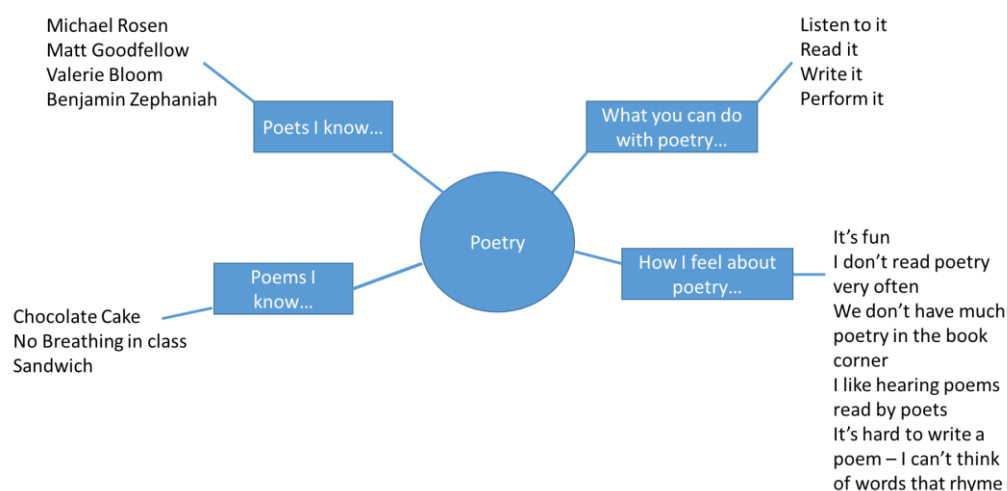 Michael Rosen
Matt Goodfellow
Valerie Bloom
Benjamin Zephaniah
Poets I know…
Listen to it
Read it
Write it
Perform it
What you can do
with poetry…
Poetry
Poems I
know…
Chocolate Cake
No Breathing in class
Sandwich
How I feel about
poetry…
It’s fun
I don’t read poetry
very often
We don’t have much
poetry in the book
corner
I like hearing poems
read by poets
It’s hard to write a
poem – I can’t think
of words that rhyme